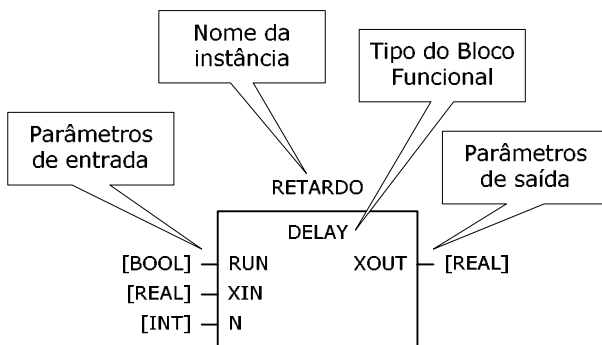 Nome da
instância
Tipo do Bloco
Funcional
Parâmetros
de entrada
Parâmetros
de saída
RETARDO
DELAY
[BOOL] RUN XOUT [REAL]
[REAL] XIN
[INT] N